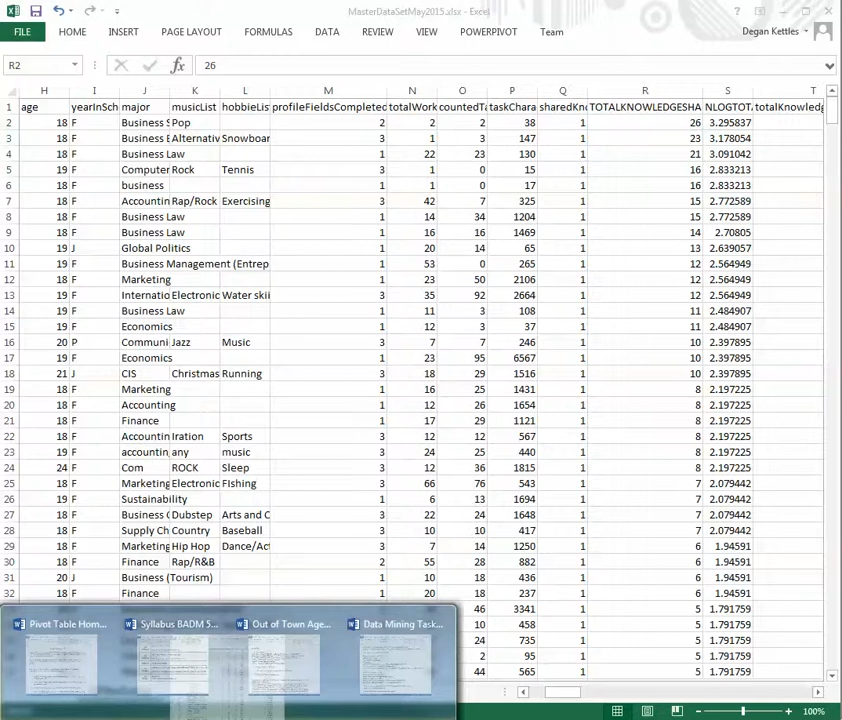 MasterDataSetMay2015.xlsx - Excel
FILE HOME INSERT PAGE LAYOUT FORMULAS DATA REVIEW VIEW POWERPIVOT Team Degan Kettles
R2 fx 26
H I J K L M N O P Q R S T
1 age yearInSch major musicList hobbieLis profileFieldsCompleted totalWork countedTa taskChara sharedKno TOTALKNOWLEDGESHA NLOGTOTA totalKnowledg
2 18 F Business S Pop 2 2 2 38 1 26 3.295837
3 18 F Business E Alternativ Snowboar 3 1 3 147 1 23 3.178054
4 18 F Business Law 1 22 23 130 1 21 3.091042
5 19 F Computer Rock Tennis 3 1 0 15 1 16 2.833213
6 18 F business 1 1 0 17 1 16 2.833213
7 18 F Accountin Rap/Rock Exercising 3 42 7 325 1 15 2.772589
8 18 F Business Law 1 14 34 1204 1 15 2.772589
9 18 F Business Law 1 16 16 1469 1 14 2.70805
10 19 J Global Politics 1 20 14 65 1 13 2.639057
11 19 F Business Management (Entrep 1 53 0 265 1 12 2.564949
12 18 F Marketing 1 23 50 2106 1 12 2.564949
13 19 F Internatio Electronic Water skii 3 35 92 2664 1 12 2.564949
14 18 F Business Law 1 11 3 108 1 11 2.484907
15 19 F Economics 1 12 3 37 1 11 2.484907
16 20 P Communi Jazz Music 3 7 7 246 1 10 2.397895
17 19 F Economics 1 23 95 6567 1 10 2.397895
18 21 J CIS Christmas Running 3 18 29 1516 1 10 2.397895
19 18 F Marketing 1 16 25 1431 1 8 2.197225
20 18 F Accounting 1 12 26 1654 1 8 2.197225
21 18 F Finance 1 17 29 1121 1 8 2.197225
22 18 F Accountin Iration Sports 3 12 12 567 1 8 2.197225
23 19 F accountin any music 3 24 25 440 1 8 2.197225
24 24 F Com ROCK Sleep 3 12 36 1815 1 8 2.197225
25 18 F Marketing Electronic FIshing 3 66 76 543 1 7 2.079442
26 19 F Sustainability 1 6 13 1694 1 7 2.079442
27 18 F Business C Dubstep Arts and C 3 22 24 1648 1 7 2.079442
28 18 F Supply Ch Country Baseball 3 10 10 417 1 7 2.079442
29 18 F Marketing Hip Hop Dance/Act 3 7 14 1250 1 6 1.94591
30 18 F Finance Rap/R&B 2 55 28 882 1 6 1.94591
31 20 J Business (Tourism) 1 10 18 436 1 6 1.94591
32 18 F Finance 1 20 18 237 1 6 1.94591
46 3341 1 5 1.791759
10 458 1 5 1.791759
24 735 1 5 1.791759
2 95 1 5 1.791759
44 565 1 5 1.791759
Pivot Table Hom... Syllabus BADM 5... Out of Town Age... Data Mining Task...
100%